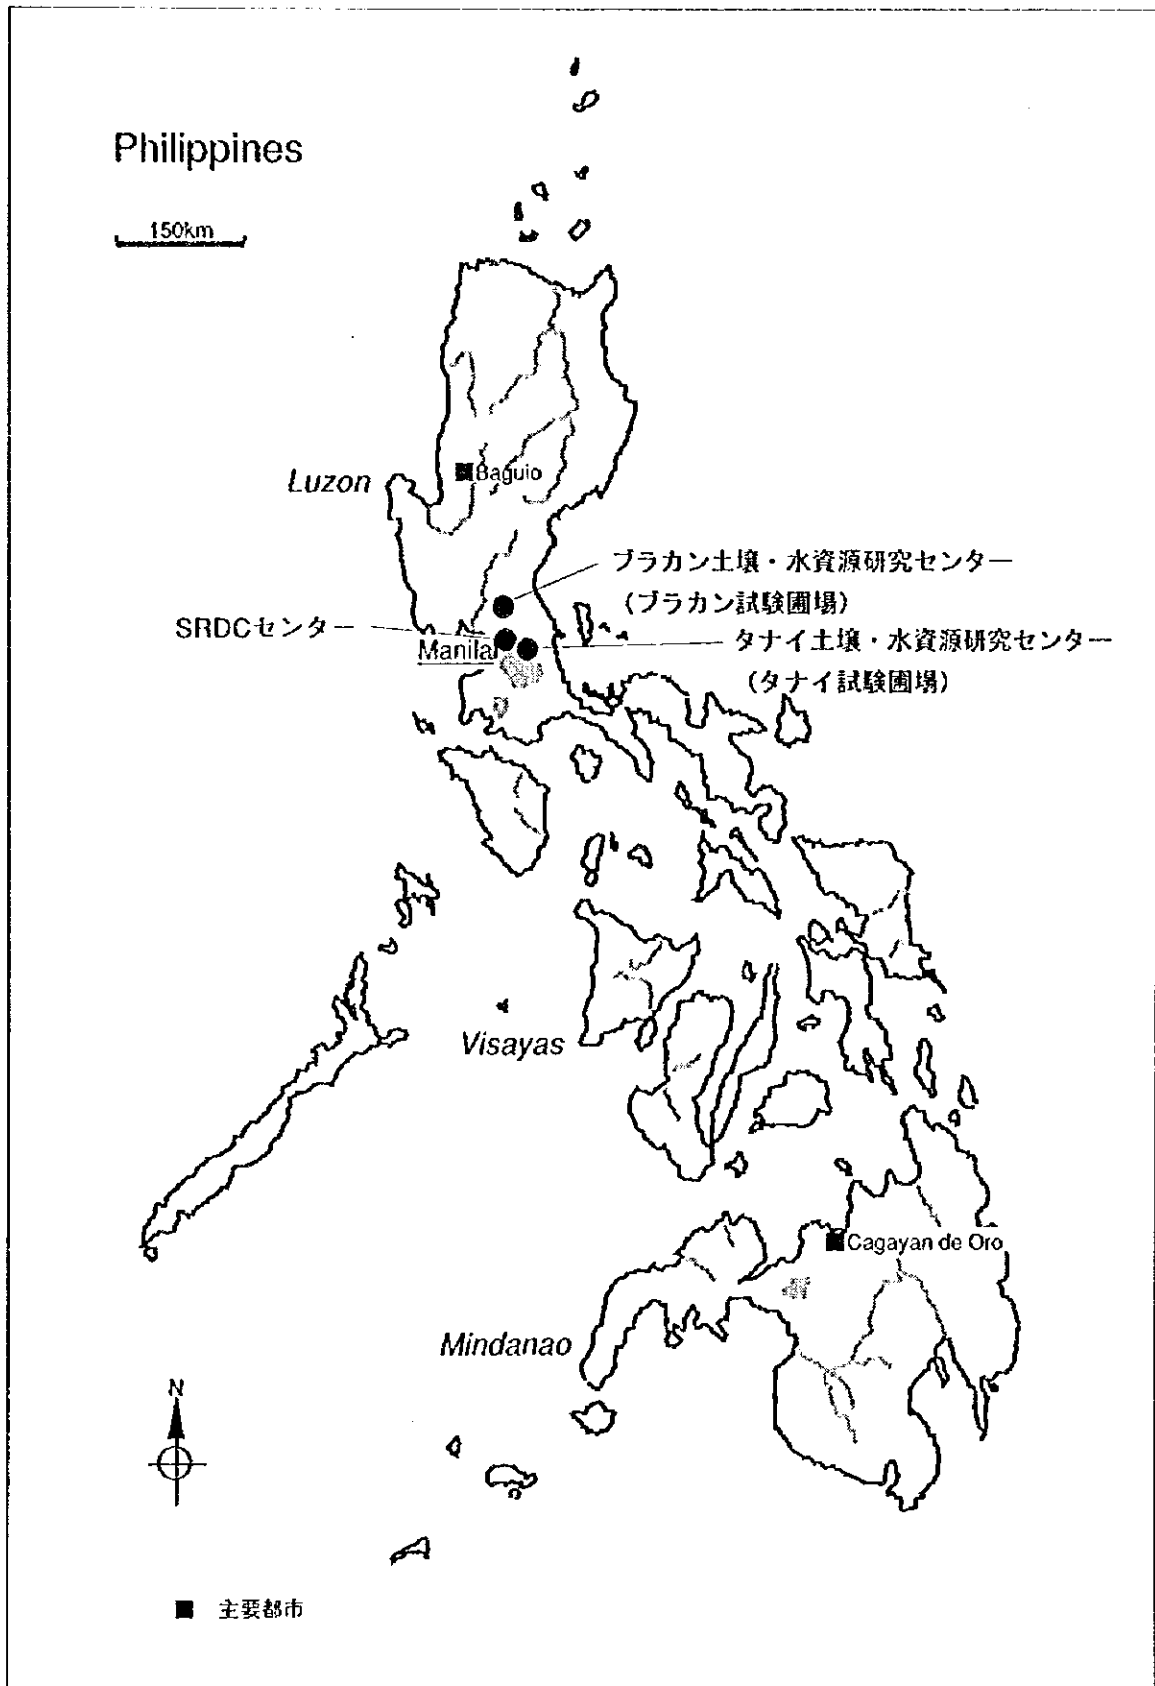 Philippines
150km
Baguio
Luzon
ブラカン土壌・水資源研究センター
(ブラカン試験圃場)
SRDCセンター
Manila
タナイ土壌・水資源研究センター
(タナイ試験圃場)
Visayas
Cagayan de Oro
Mindanao
N
主要都市